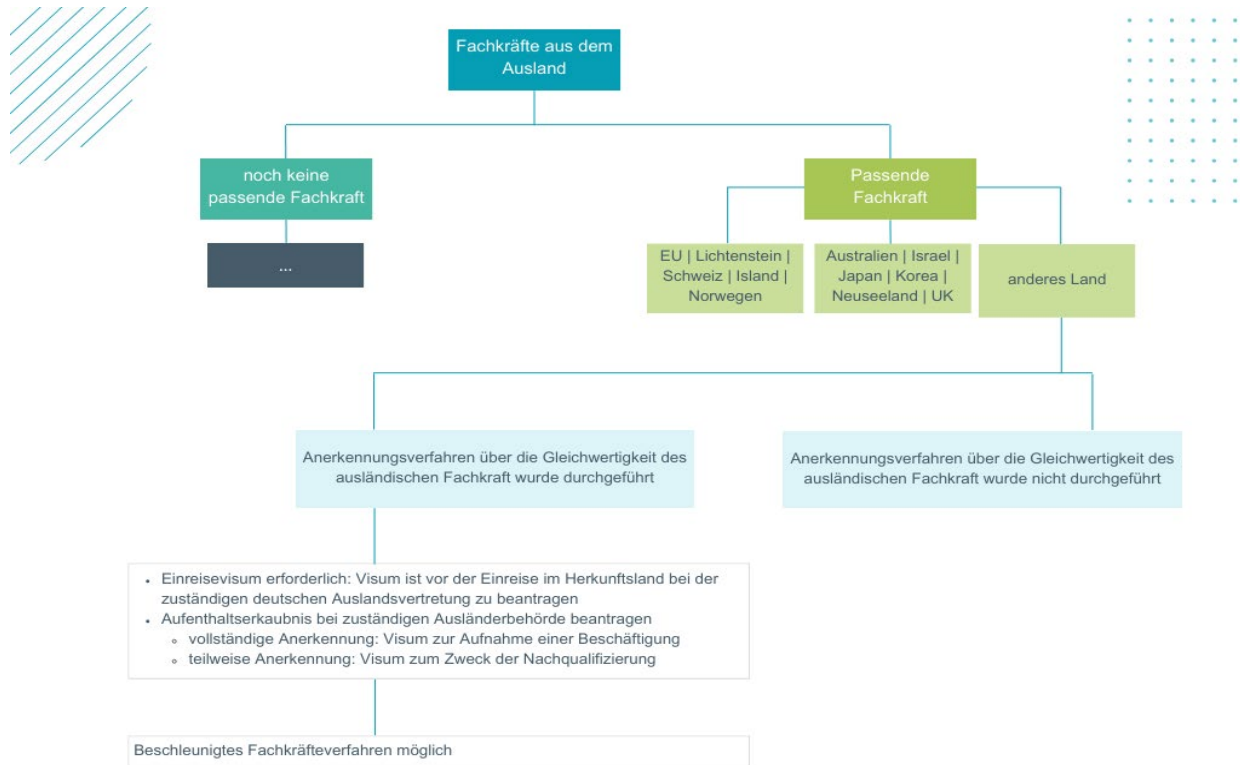 Fachkräfte aus dem
Ausland
noch keine
passende Fachkraft
...
Passende
Fachkraft
EU | Lichtenstein |
Schweiz | Island |
Norwegen
Australien | Israel |
Japan | Korea |
Neuseeland | UK
anderes Land
Anerkennungsverfahren über die Gleichwertigkeit des
ausländischen Fachkraft wurde durchgeführt
Anerkennungsverfahren über die Gleichwertigkeit des
ausländischen Fachkraft wurde nicht durchgeführt
• Einreisevisum erforderlich: Visum ist vor der Einreise im Herkunftsland bei der
zuständigen deutschen Auslandsvertretung zu beantragen
• Aufenthaltserkaubnis bei zuständigen Ausländerbehörde beantragen
◦ vollständige Anerkennung: Visum zur Aufnahme einer Beschäftigung
◦ teilweise Anerkennung: Visum zum Zweck der Nachqualifizierung
Beschleunigtes Fachkräfteverfahren möglich